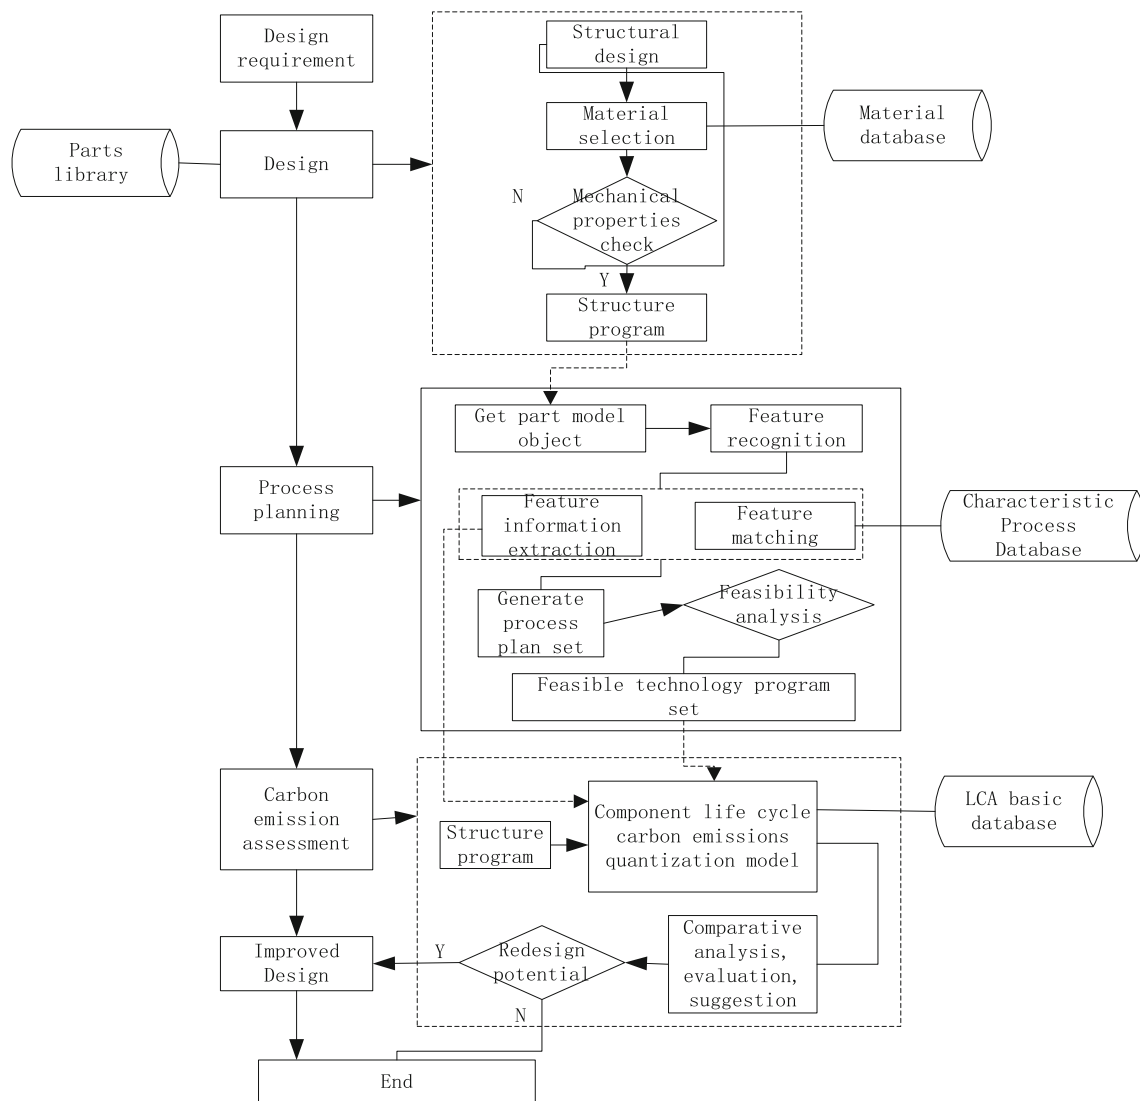 Design
requirement
Structural
design
Material
selection
Material
database
Parts
library
Design
N
Mechanical
properties
check
Y
Structure
program
Get part model
object
Feature
recognition
Process
planning
Feature
information
extraction
Feature
matching
Characteristic
Process
Database
Generate
process
plan set
Feasibility
analysis
Feasible technology program
set
Carbon
emission
assessment
Structure
program
Component life cycle
carbon emissions
quantization model
LCA basic
database
Improved
Design
Y
Redesign
potential
N
Comparative
analysis,
evaluation,
suggestion
End